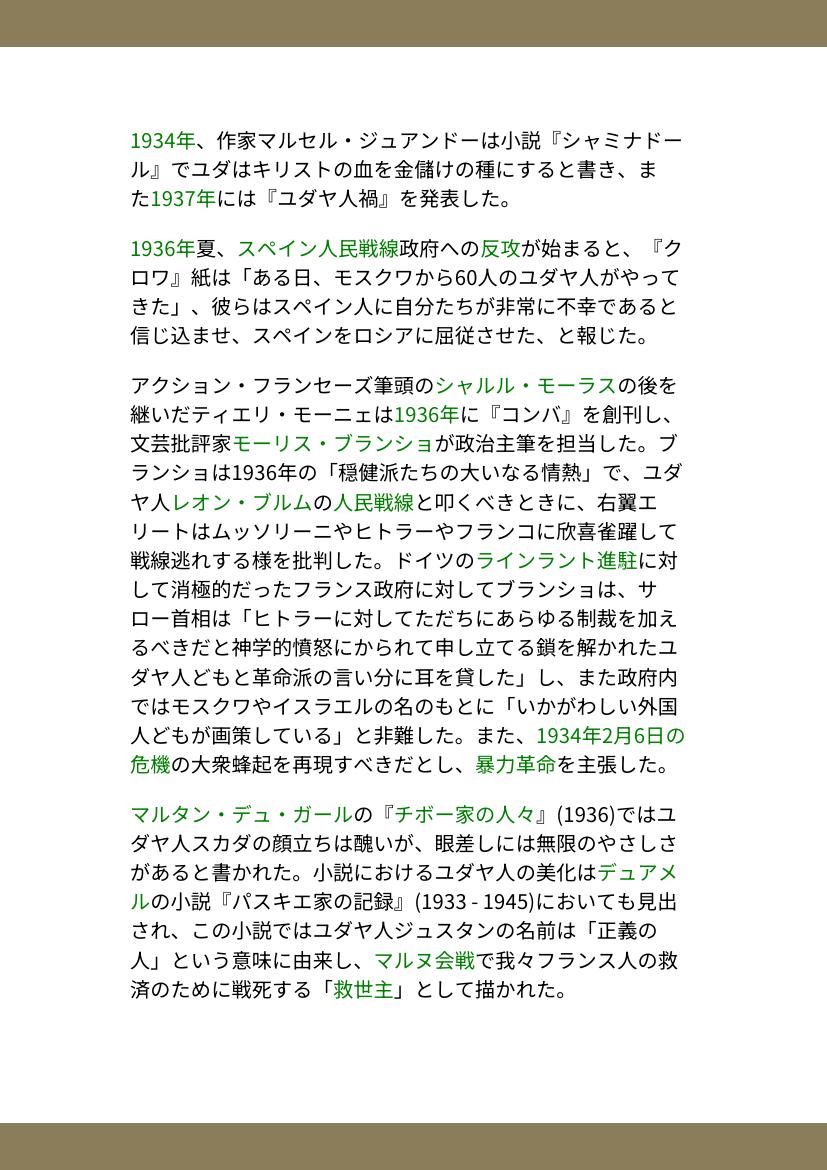 1934年、作家マルセル・ジュアンドーは小説『シャミナドー
ル』でユダはキリストの血を金儲けの種にすると書き、ま
た1937年には『ユダヤ人禍』を発表した。
1936年夏、スペイン人民戦線政府への反攻が始まると、『ク
ロワ』紙は「ある日、モスクワから60人のユダヤ人がやって
きた」、彼らはスペイン人に自分たちが非常に不幸であると
信じ込ませ、スペインをロシアに屈従させた、と報じた。
アクション・フランセーズ筆頭のシャルル・モーラスの後を
継いだティエリ・モーニェは1936年に『コンバ』を創刊し、
文芸批評家モーリス・ブランショが政治主筆を担当した。ブ
ランショは1936年の「穏健派たちの大いなる情熱」で、ユダ
ヤ人レオン・ブルムの人民戦線と叩くべきときに、右翼エ
リートはムッソリーニやヒトラーやフランコに欣喜雀躍して
戦線逃れする様を批判した。ドイツのラインラント進駐に対
して消極的だったフランス政府に対してブランショは、サ
ロー首相は「ヒトラーに対してただちにあらゆる制裁を加え
るべきだと神学的憤怒にかられて申し立てる鎖を解かれたユ
ダヤ人どもと革命派の言い分に耳を貸した」し、また政府内
ではモスクワやイスラエルの名のもとに「いかがわしい外国
人どもが画策している」と非難した。また、1934年2月6日の
危機の大衆蜂起を再現すべきだとし、暴力革命を主張した。
マルタン・デュ・ガールの『チボー家の人々』(1936)ではユ
ダヤ人スカダの顔立ちは醜いが、眼差しには無限のやさしさ
があると書かれた。小説におけるユダヤ人の美化はデュアメ
ルの小説『パスキエ家の記録』(1933 - 1945)においても見出
され、この小説ではユダヤ人ジュスタンの名前は「正義の
人」という意味に由来し、マルヌ会戦で我々フランス人の救
済のために戦死する「救世主」として描かれた。